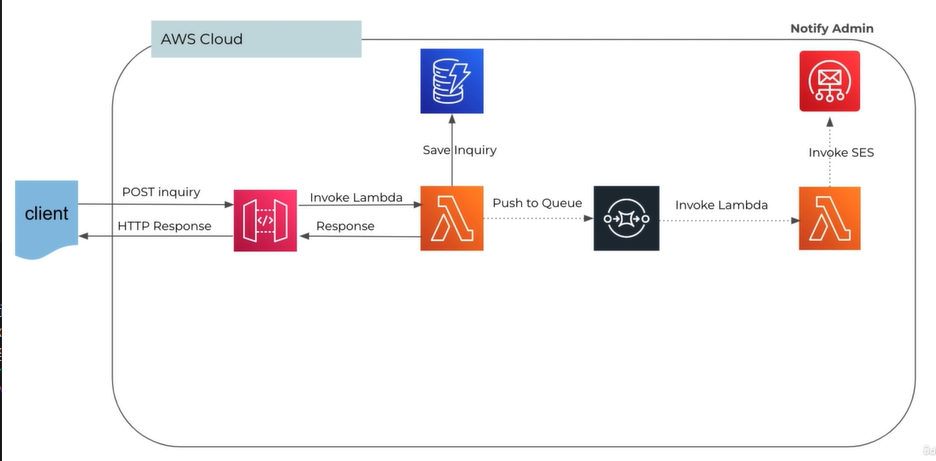 Notify Admin
AWS Cloud
Save Inquiry
Invoke SES
POST inquiry
Invoke Lambda
Push to Queue
Invoke Lambda
client
</>
HTTP Response
Response